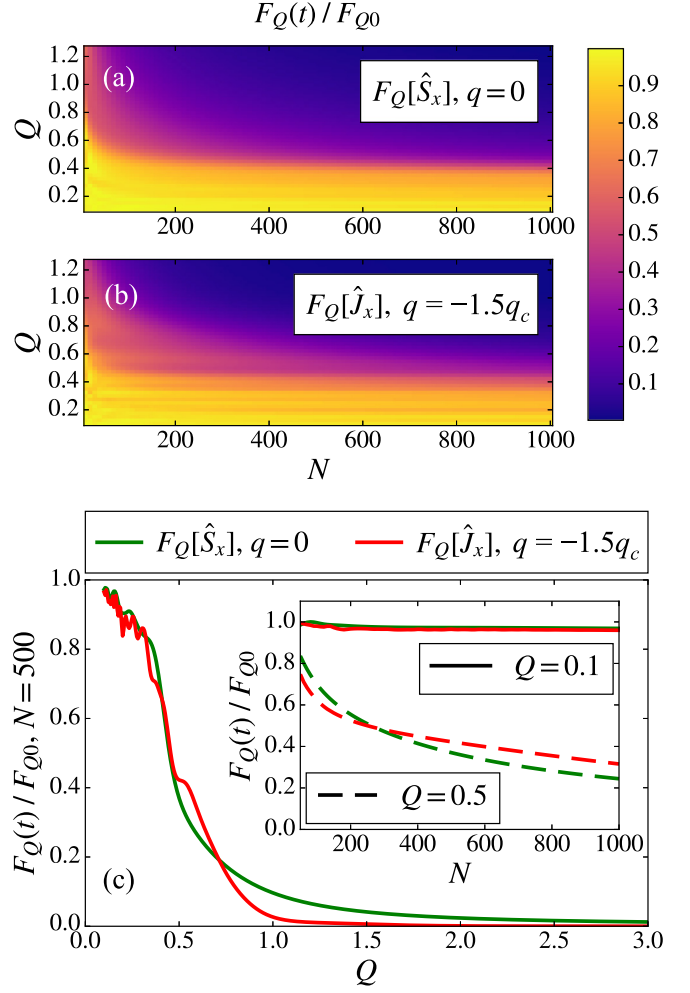 F_Q(t) / F_{Q0}
(a)
F_Q[Ŝ_x], q = 0
Q
1.2
1.0
0.8
0.6
0.4
0.2
200 400 600 800 1000
(b)
F_Q[Ĵ_x], q = −1.5q_c
Q
1.2
1.0
0.8
0.6
0.4
0.2
200 400 600 800 1000
N
0.9
0.8
0.7
0.6
0.5
0.4
0.3
0.2
0.1
F_Q[Ŝ_x], q = 0 F_Q[Ĵ_x], q = −1.5q_c
F_Q(t) / F_{Q0}, N = 500
1.0
0.8
0.6
0.4
0.2
0.0
(c)
0.0 0.5 1.0 1.5 2.0 2.5 3.0
Q
F_Q(t) / F_{Q0}
1.0
0.8
0.6
0.4
0.2
0.0
Q = 0.1
Q = 0.5
200 400 600 800 1000
N